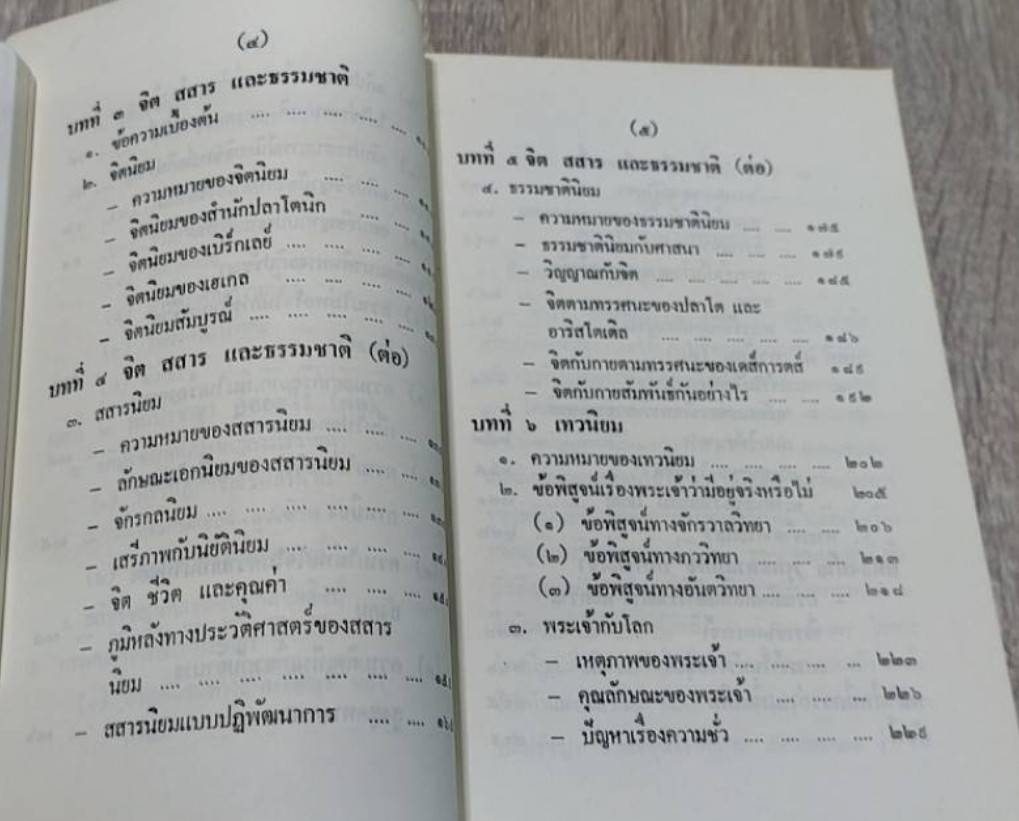 (๔)
บทที่ ๓ จิต สสาร และธรรมชาติ
๑. ข้อความเบื้องต้น .... .... .... ....
๒. จิตนิยม
– ความหมายของจิตนิยม .... .... ....
– จิตนิยมของสำนักปลาโตนิก .... ....
– จิตนิยมของเบิร์กเลย์ .... .... .... ....
– จิตนิยมของเฮเกล .... .... .... ....
– จิตนิยมสัมบูรณ์ .... .... .... .... ....
บทที่ ๔ จิต สสาร และธรรมชาติ (ต่อ)
๓. สสารนิยม
– ความหมายของสสารนิยม .... .... ....
– ลักษณะเอกนิยมของสสารนิยม .... ....
– จักรกลนิยม .... .... .... .... .... ....
– เสรีภาพกับนิยัตินิยม .... .... .... ....
– จิต ชีวิต และคุณค่า .... .... .... ....
– ภูมิหลังทางประวัติศาสตร์ของสสาร
นิยม .... .... .... .... .... .... ....
– สสารนิยมแบบปฏิพัฒนาการ .... ....
(๕)
บทที่ ๕ จิต สสาร และธรรมชาติ (ต่อ)
๔. ธรรมชาตินิยม
– ความหมายของธรรมชาตินิยม .... .... ๑๗๕
– ธรรมชาตินิยมกับศาสนา .... .... .... ๑๗๙
– วิญญาณกับจิต .... .... .... .... .... ๑๘๕
– จิตตามทรรศนะของปลาโต และ
อาริสโตเติล .... .... .... .... .... ๑๘๖
– จิตกับกายตามทรรศนะของเดส์การตส์ ๑๘๙
– จิตกับกายสัมพันธ์กันอย่างไร .... .... ๑๙๒
บทที่ ๖ เทวนิยม
๑. ความหมายของเทวนิยม .... .... .... .... ๒๐๒
๒. ข้อพิสูจน์เรื่องพระเจ้าว่ามีอยู่จริงหรือไม่ ๒๐๕
(๑) ข้อพิสูจน์ทางจักรวาลวิทยา .... .... ๒๐๖
(๒) ข้อพิสูจน์ทางภววิทยา .... .... .... ๒๑๓
(๓) ข้อพิสูจน์ทางอันตวิทยา .... .... .... ๒๑๘
๓. พระเจ้ากับโลก
– เหตุภาพของพระเจ้า .... .... .... ... ๒๒๓
– คุณลักษณะของพระเจ้า .... .... .... ๒๒๖
– ปัญหาเรื่องความชั่ว .... .... .... .... ๒๒๙